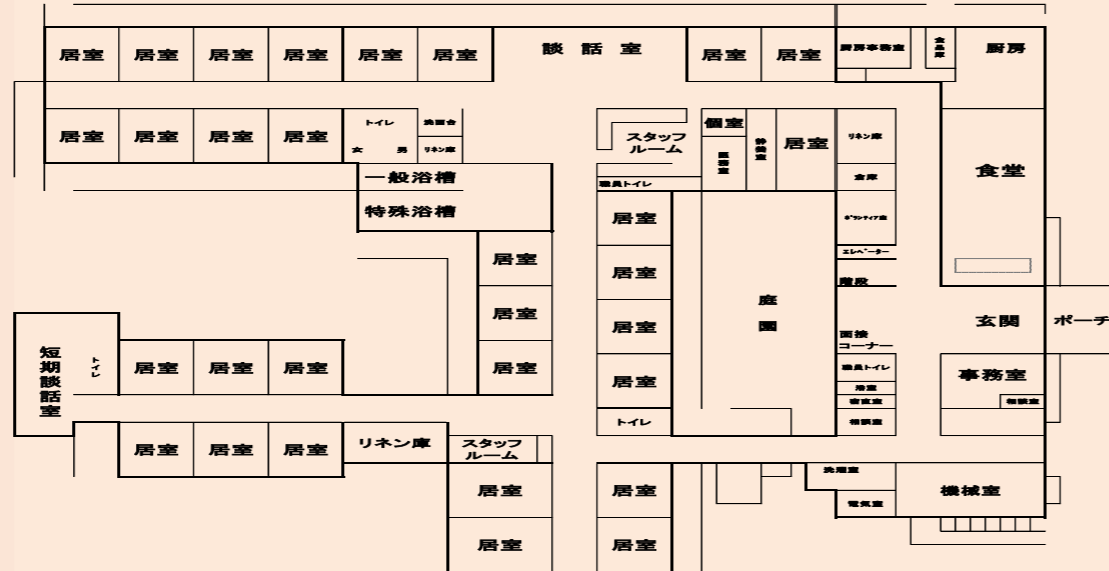 居室 居室 居室 居室 居室 居室 談話室 居室 居室 厨房事務室 食品庫 厨房
居室 居室 居室 居室 トイレ 洗面台 スタッフ 個室 医務室 静養室 居室 リネン庫 食堂
ルーム
女 男 リネン庫
一般浴槽 職員トイレ 倉庫
特殊浴槽 居室 ボランティア室
居室 居室 エレベーター
階段
居室 居室 庭園 玄関 ポーチ
面接
コーナー
短期談話室 トイレ 居室 居室 居室 居室 居室 職員トイレ 事務室
浴室
宿直室 相談室
トイレ 相談室
居室 居室 居室 リネン庫 スタッフ
ルーム
洗濯室
居室 居室 電気室 機械室
居室 居室